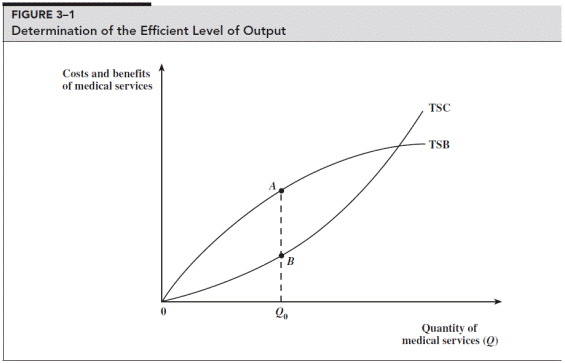 FIGURE 3–1
Determination of the Efficient Level of Output
Costs and benefits
of medical services
TSC
TSB
A
B
0
Q₀
Quantity of
medical services (Q)